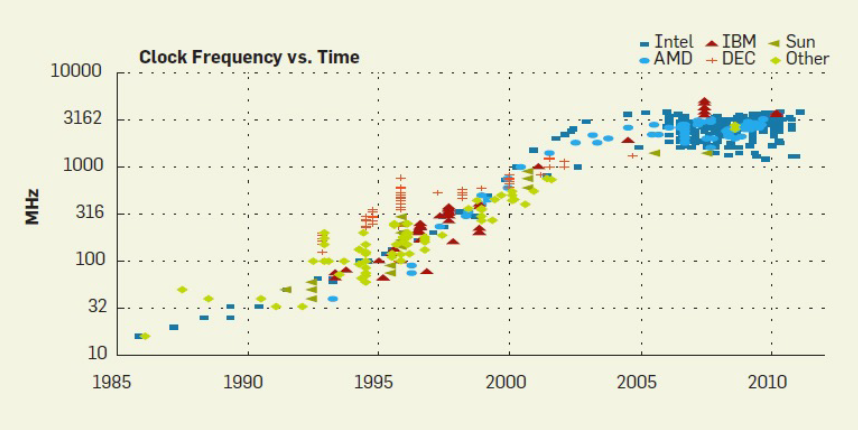 Clock Frequency vs. Time
Intel IBM Sun
AMD DEC Other
10000
3162
1000
316
100
32
10
MHz
1985 1990 1995 2000 2005 2010